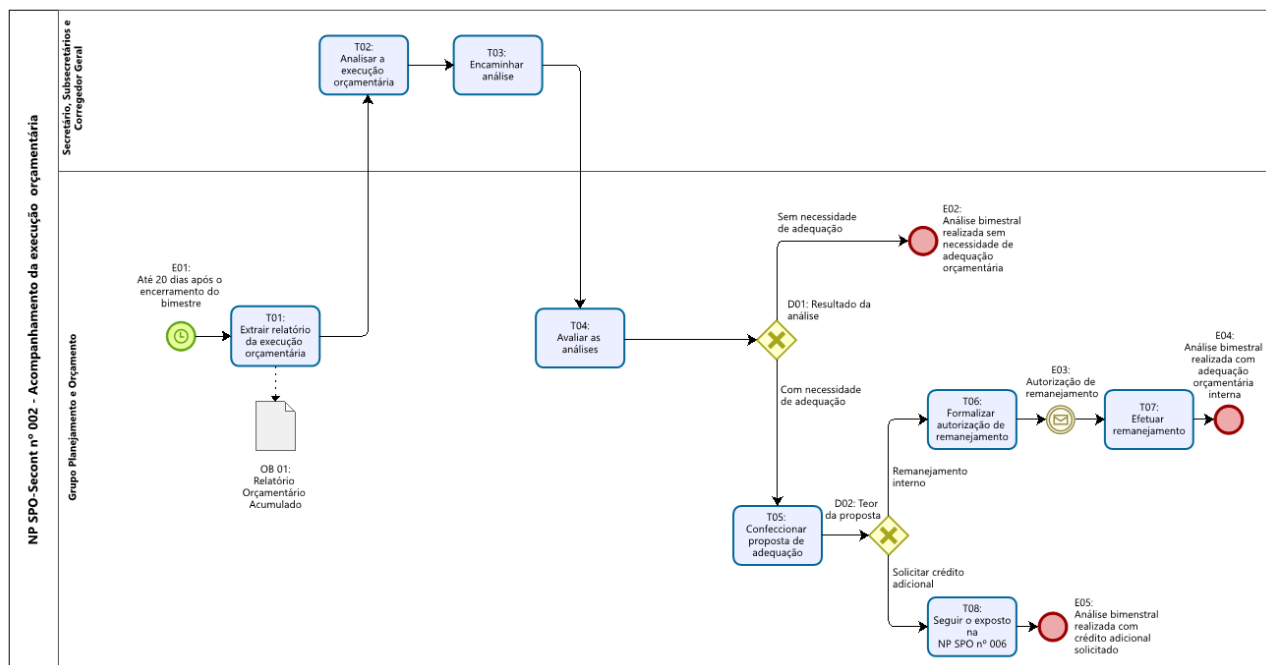 NP SPO-Secont nº 002 - Acompanhamento da execução orçamentária
Secretário, Subsecretários e
Corregedor Geral
T02:
Analisar a
execução
orçamentária
T03:
Encaminhar
análise
Grupo Planejamento e Orçamento
E01:
Até 20 dias após o
encerramento do
bimestre
T01:
Extrair relatório
da execução
orçamentária
OB 01:
Relatório
Orçamentário
Acumulado
T04:
Avaliar as
análises
D01: Resultado da
análise
Sem necessidade
de adequação
E02:
Análise bimestral
realizada sem
necessidade de
adequação
orçamentária
Com necessidade
de adequação
T05:
Confeccionar
proposta de
adequação
D02: Teor
da proposta
Remanejamento
interno
T06:
Formalizar
autorização de
remanejamento
E03:
Autorização de
remanejamento
T07:
Efetuar
remanejamento
E04:
Análise bimestral
realizada com
adequação
orçamentária
interna
Solicitar crédito
adicional
T08:
Seguir o exposto
na
NP SPO nº 006
E05:
Análise bimenstral
realizada com
crédito adicional
solicitado